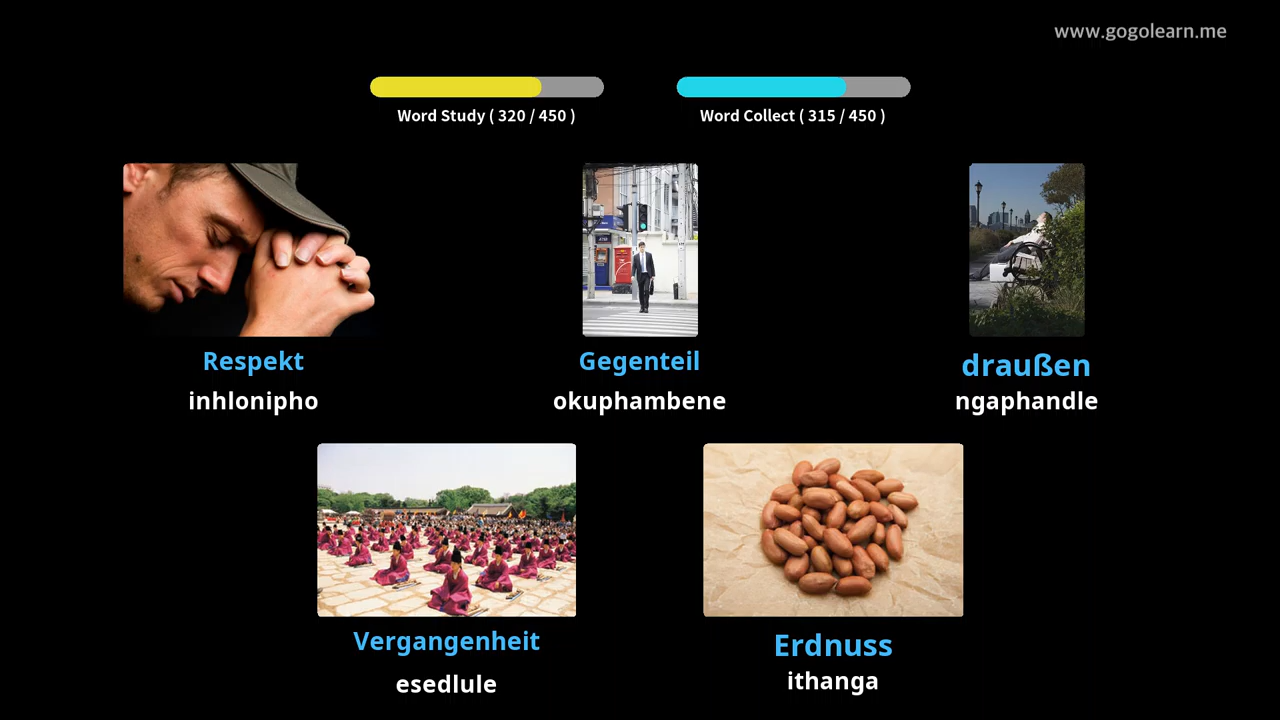 www.gogolearn.me
Word Study ( 320 / 450 )
Word Collect ( 315 / 450 )
Respekt
inhlonipho
Gegenteil
okuphambene
draußen
ngaphandle
Vergangenheit
esedlule
Erdnuss
ithanga